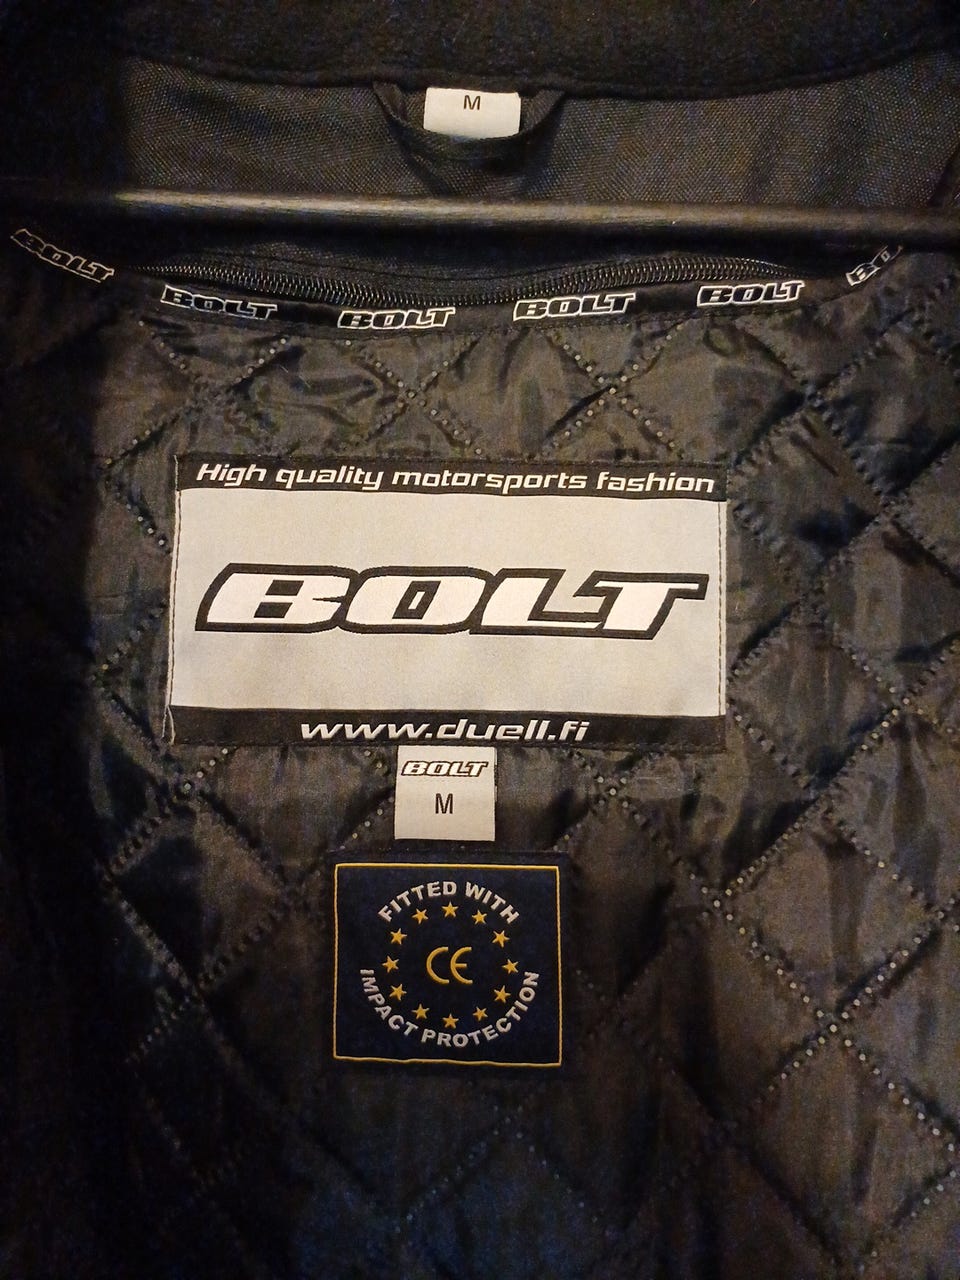 M
BOLT
BOLT
BOLT
BOLT
BOLT
BO
High quality motorsports fashion
BOLT
www.duell.fi
BOLT
M
FITTED WITH
CE
IMPACT PROTECTION